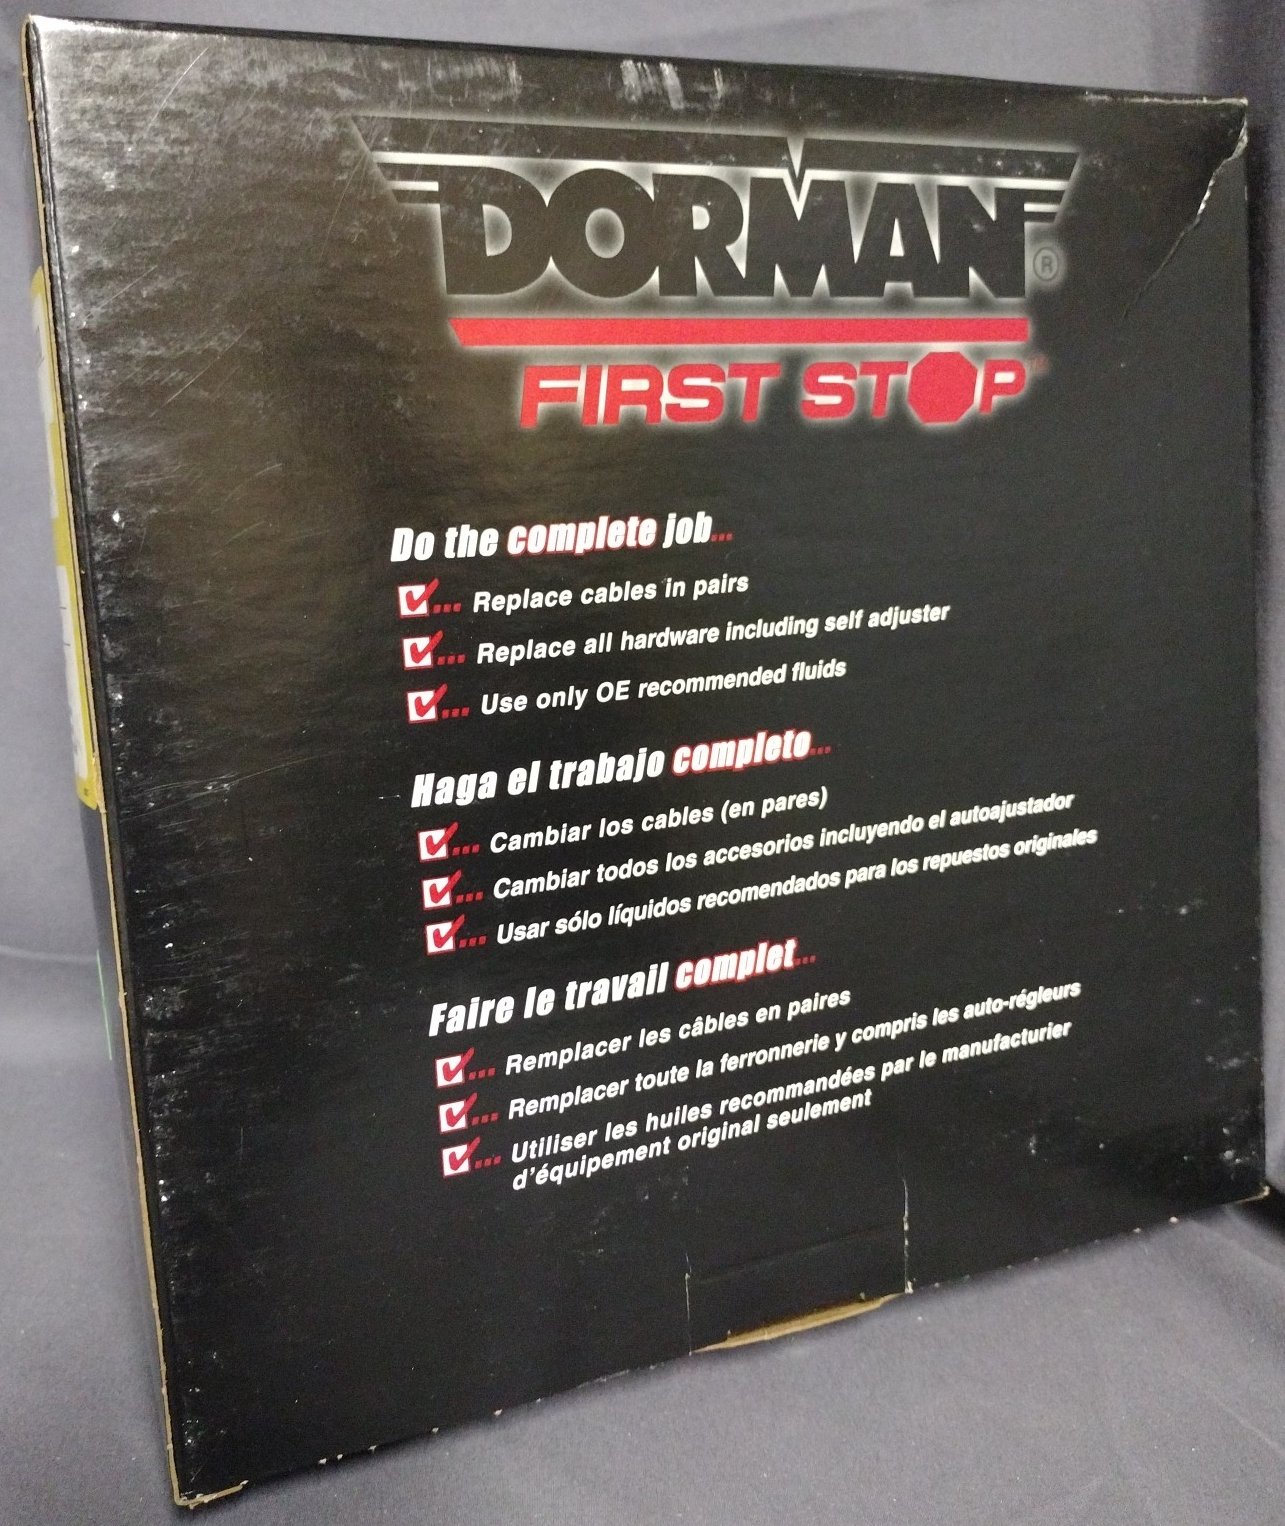 DORMAN®
FIRST STOP™
Do the complete job...
... Replace cables in pairs
... Replace all hardware including self adjuster
... Use only OE recommended fluids
Haga el trabajo completo...
... Cambiar los cables (en pares)
... Cambiar todos los accesorios incluyendo el autoajustador
... Usar sólo líquidos recomendados para los repuestos originales
Faire le travail complet...
... Remplacer les câbles en paires
... Remplacer toute la ferronnerie y compris les auto-régleurs
... Utiliser les huiles recommandées par le manufacturier
d'équipement original seulement